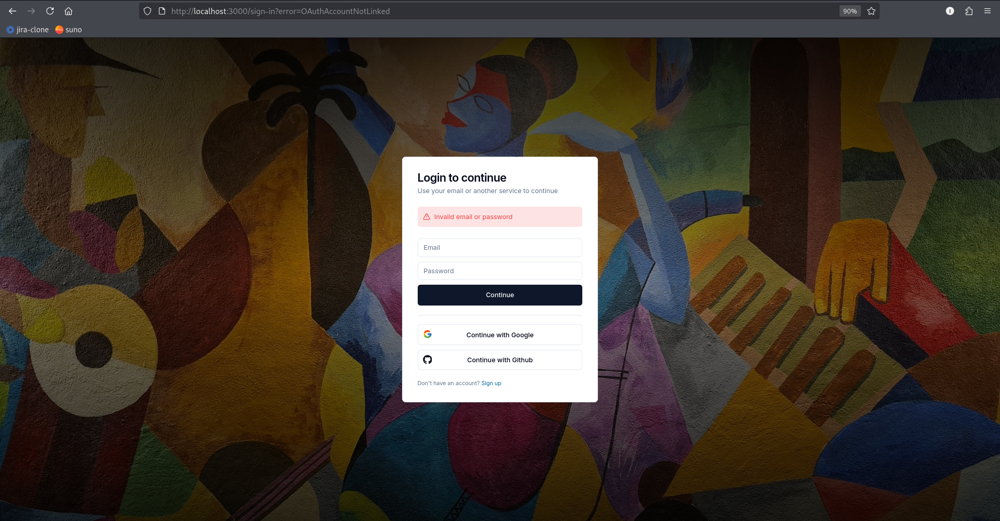 http://localhost:3000/sign-in?error=OAuthAccountNotLinked
90%
jira-clone
suno
Login to continue
Use your email or another service to continue
Invalid email or password
Email
Password
Continue
Continue with Google
Continue with Github
Don't have an account? Sign up